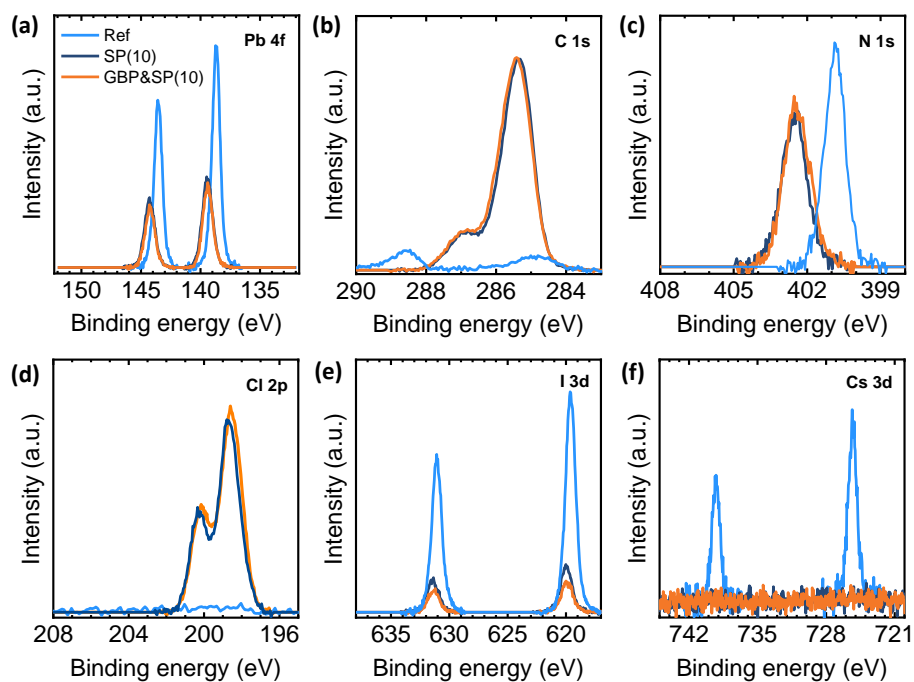 (a)
Ref
SP(10)
GBP&SP(10)
Pb 4f
Intensity (a.u.)
150 145 140 135
Binding energy (eV)
(b)
C 1s
Intensity (a.u.)
290 288 286 284
Binding energy (eV)
(c)
N 1s
Intensity (a.u.)
408 405 402 399
Binding energy (eV)
(d)
Cl 2p
Intensity (a.u.)
208 204 200 196
Binding energy (eV)
(e)
I 3d
Intensity (a.u.)
635 630 625 620
Binding energy (eV)
(f)
Cs 3d
Intensity (a.u.)
742 735 728 721
Binding energy (eV)